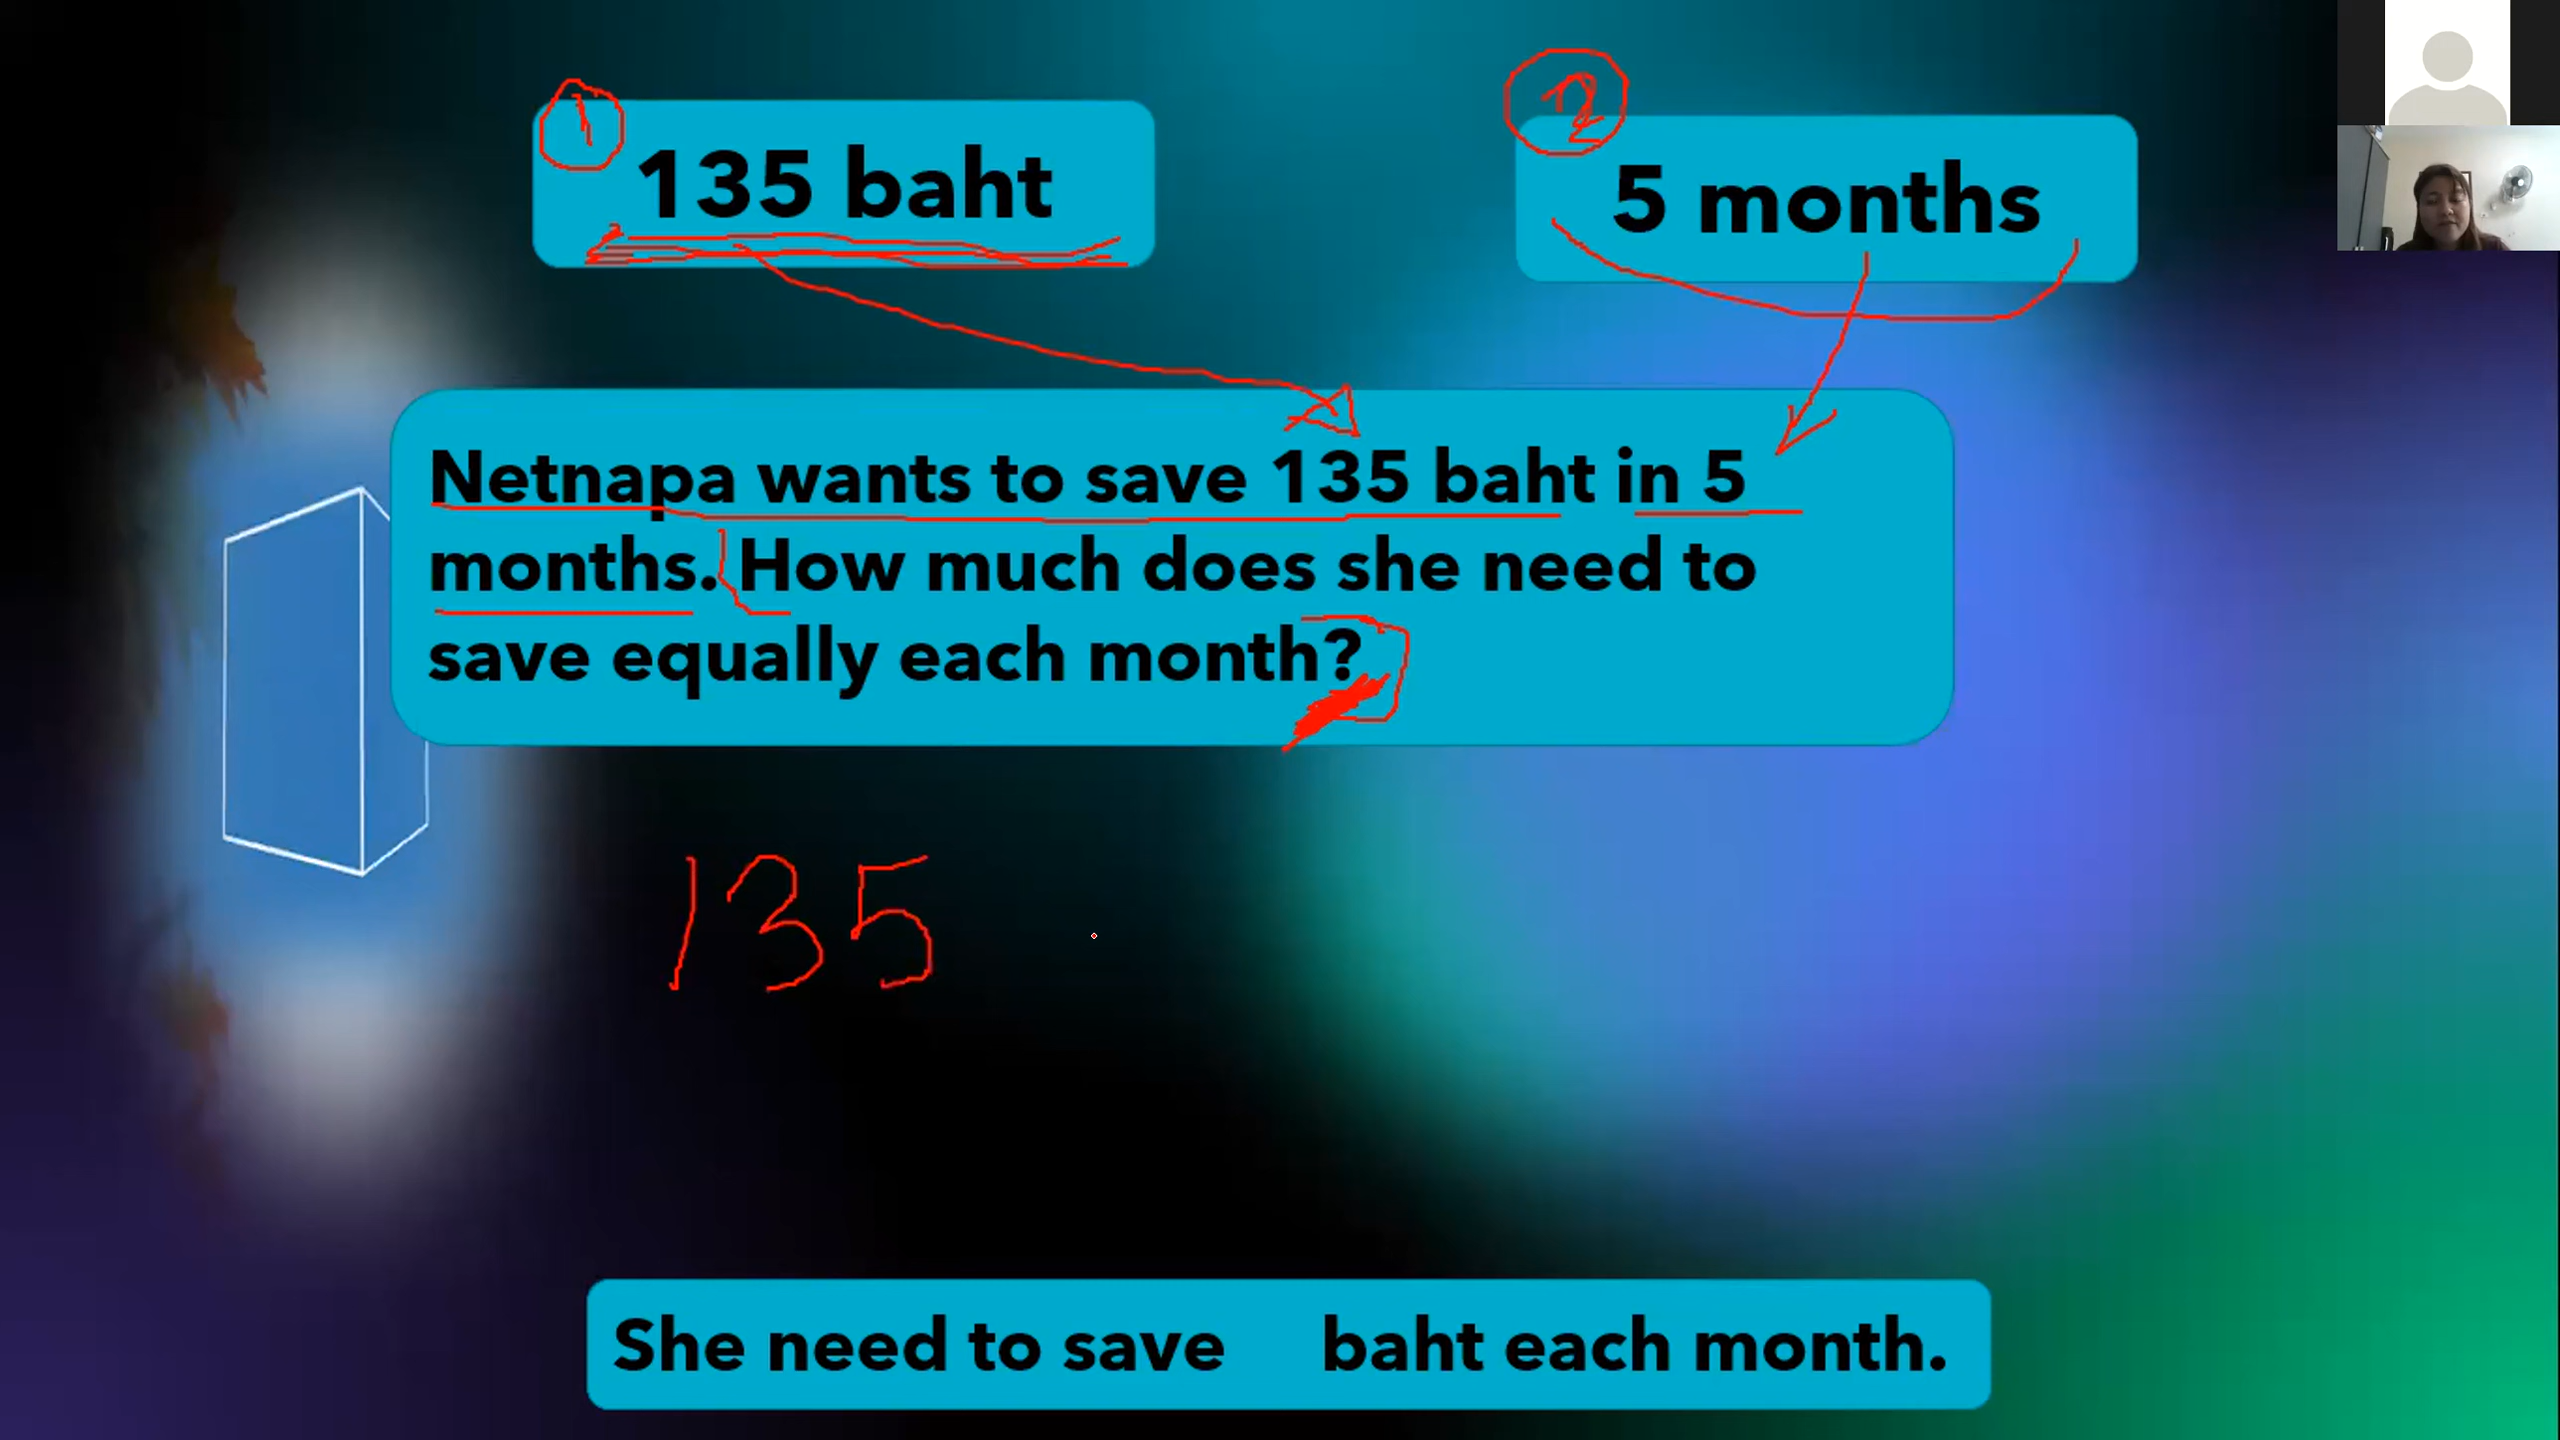 1
135 baht
2
5 months
Netnapa wants to save 135 baht in 5
months. How much does she need to
save equally each month?
135
She need to save baht each month.